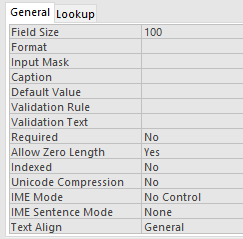 General Lookup
Field Size 100
Format
Input Mask
Caption
Default Value
Validation Rule
Validation Text
Required No
Allow Zero Length Yes
Indexed No
Unicode Compression No
IME Mode No Control
IME Sentence Mode None
Text Align General